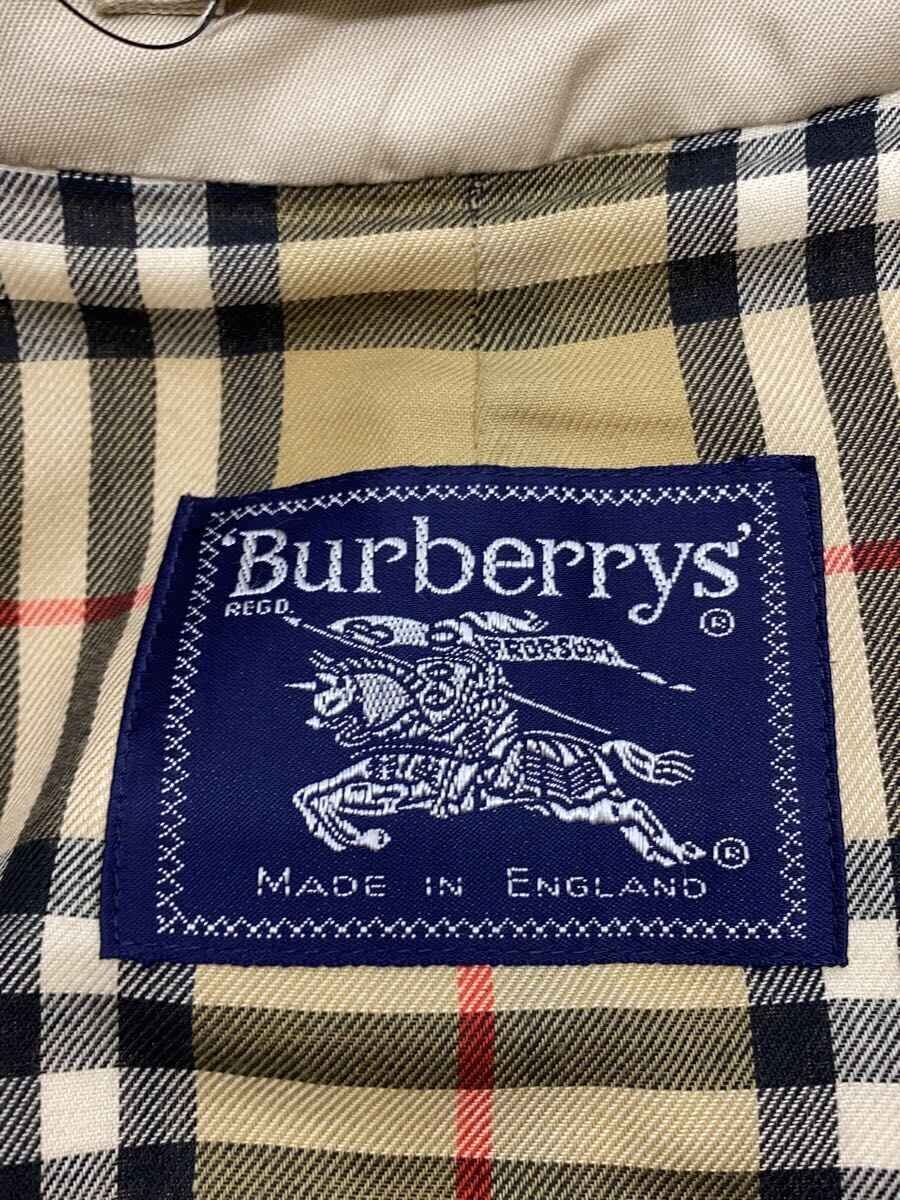 'Burberrys'
REGD. ®
PRORSUM
®
MADE IN ENGLAND